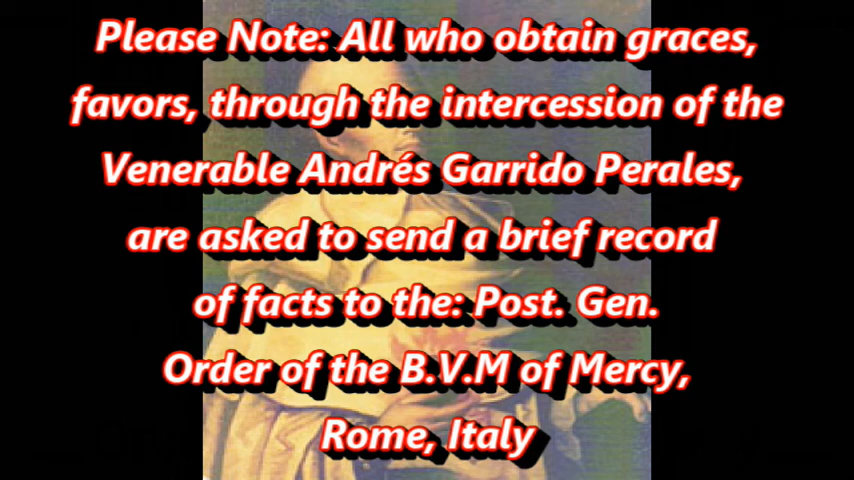 Please Note: All who obtain graces,
favors, through the intercession of the
Venerable Andrés Garrido Perales,
are asked to send a brief record
of facts to the: Post. Gen.
Order of the B.V.M of Mercy,
Rome, Italy